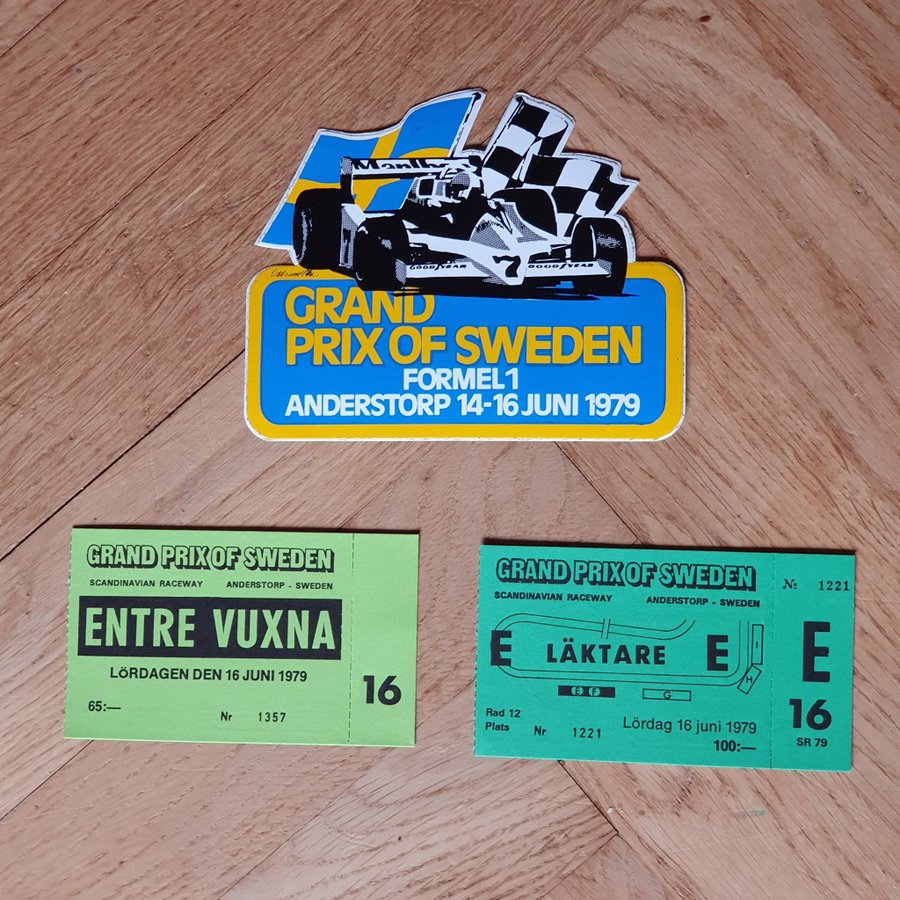 Marlbo
GOODYEAR 7 GOODYEAR
GRAND
PRIX OF SWEDEN
FORMEL 1
ANDERSTORP 14-16 JUNI 1979
GRAND PRIX OF SWEDEN
SCANDINAVIAN RACEWAY ANDERSTORP - SWEDEN
ENTRE VUXNA
LÖRDAGEN DEN 16 JUNI 1979
16
65:—
Nr 1357
GRAND PRIX OF SWEDEN
SCANDINAVIAN RACEWAY ANDERSTORP - SWEDEN
E LÄKTARE E
I
H
E F
G
Rad 12
Plats Nr 1221
Lördag 16 juni 1979
100:—
№ 1221
E
16
SR 79